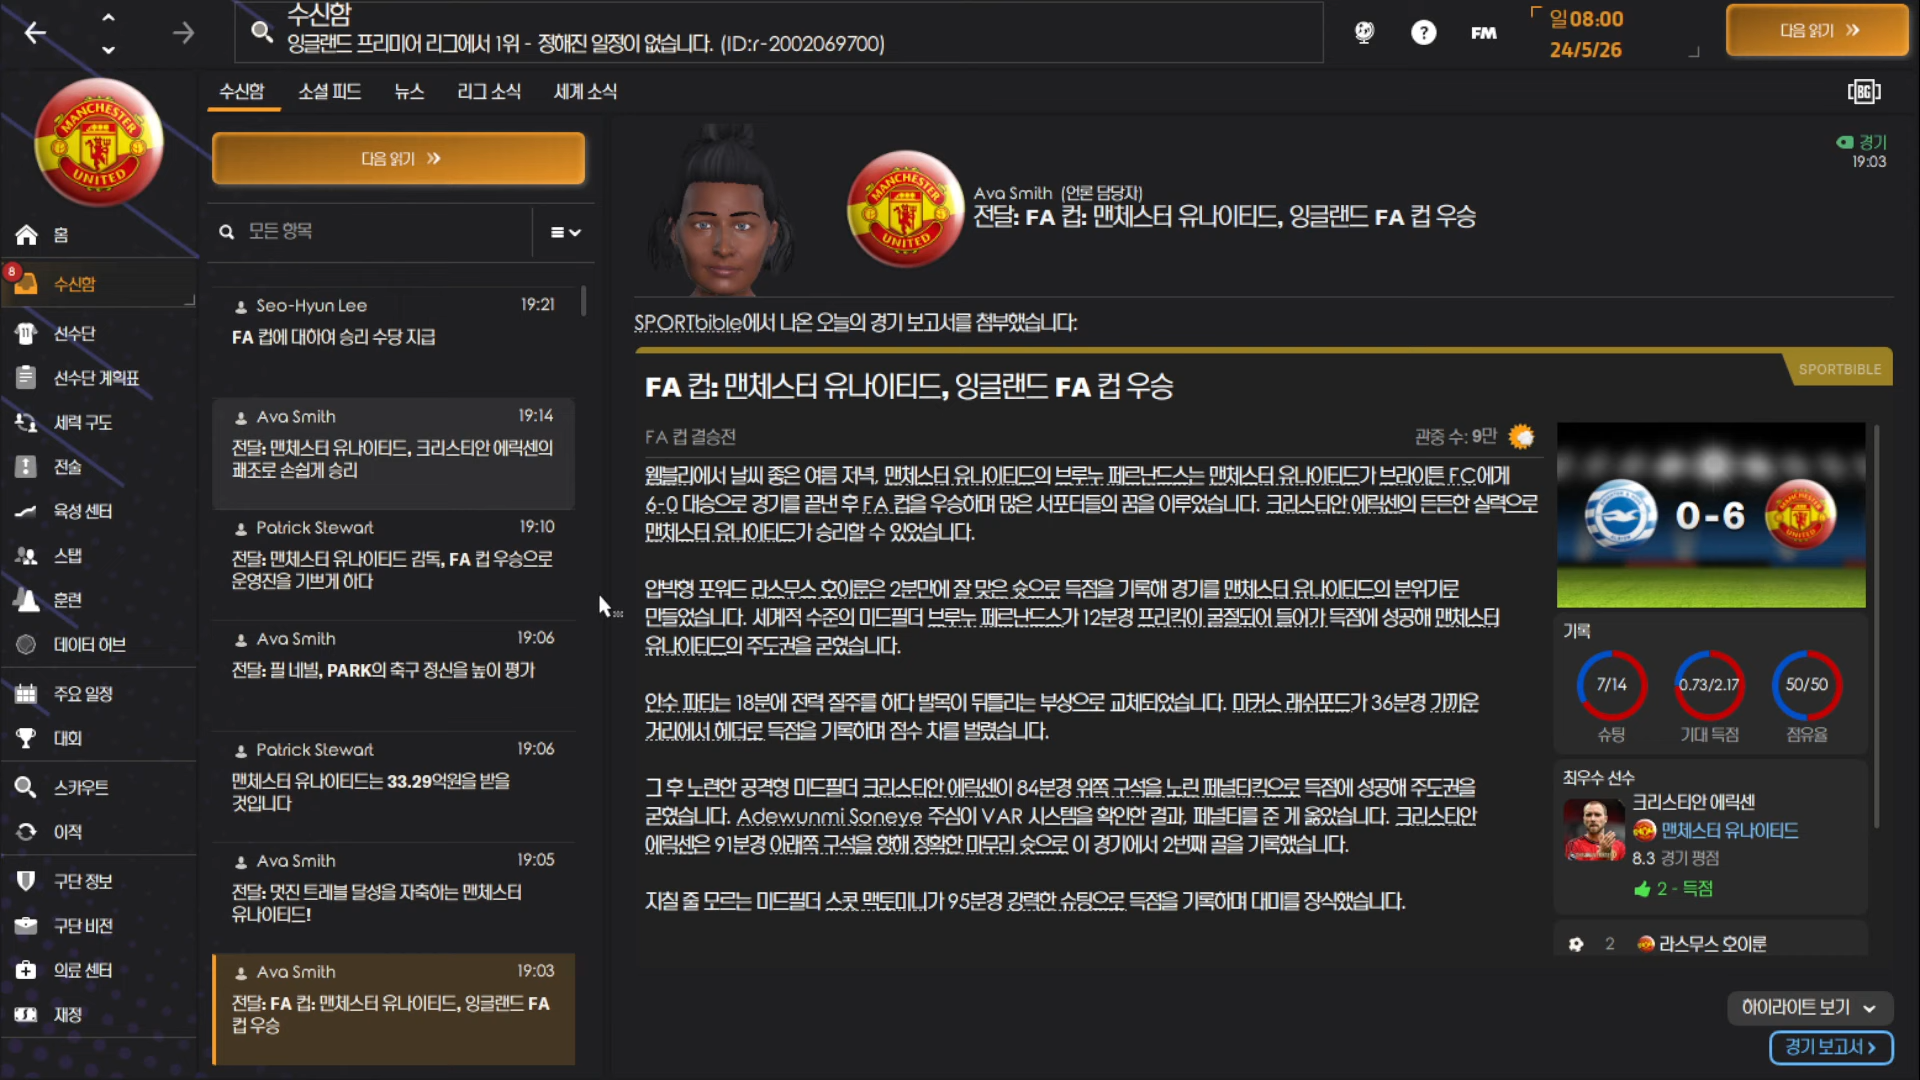 수신함
잉글랜드 프리미어 리그에서 1위 - 정해진 일정이 없습니다. (ID:r-2002069700)
FM
일 08:00
24/5/26
다음 읽기
수신함
소셜 피드
뉴스
리그 소식
세계 소식
MANCHESTER UNITED
홈
8
수신함
선수단
선수단 계획표
세력 구도
전술
육성 센터
스탭
훈련
데이터 허브
주요 일정
대회
스카우트
이적
구단 정보
구단 비전
의료 센터
재정
다음 읽기
모든 항목
Seo-Hyun Lee 19:21
FA 컵에 대하여 승리 수당 지급
Ava Smith 19:14
전달: 맨체스터 유나이티드, 크리스티안 에릭센의
쾌조로 손쉽게 승리
Patrick Stewart 19:10
전달: 맨체스터 유나이티드 감독, FA 컵 우승으로
운영진을 기쁘게 하다
Ava Smith 19:06
전달: 필 네빌, PARK의 축구 정신을 높이 평가
Patrick Stewart 19:06
맨체스터 유나이티드는 33.29억원을 받을
것입니다
Ava Smith 19:05
전달: 멋진 트레블 달성을 자축하는 맨체스터
유나이티드!
Ava Smith 19:03
전달: FA 컵: 맨체스터 유나이티드, 잉글랜드 FA
컵 우승
MANCHESTER UNITED
Ava Smith (언론 담당자)
전달: FA 컵: 맨체스터 유나이티드, 잉글랜드 FA 컵 우승
경기
19:03
SPORTbible에서 나온 오늘의 경기 보고서를 첨부했습니다:
SPORTBIBLE
FA 컵: 맨체스터 유나이티드, 잉글랜드 FA 컵 우승
FA 컵 결승전
관중 수: 9만
웸블리에서 날씨 좋은 여름 저녁, 맨체스터 유나이티드의 브루누 페르난드스는 맨체스터 유나이티드가 브라이튼 FC에게
6-0 대승으로 경기를 끝낸 후 FA 컵을 우승하며 많은 서포터들의 꿈을 이루었습니다. 크리스티안 에릭센의 든든한 실력으로
맨체스터 유나이티드가 승리할 수 있었습니다.
압박형 포워드 라스무스 호이룬은 2분만에 잘 맞은 슛으로 득점을 기록해 경기를 맨체스터 유나이티드의 분위기로
만들었습니다. 세계적 수준의 미드필더 브루누 페르난드스가 12분경 프리킥이 굴절되어 들어가 득점에 성공해 맨체스터
유나이티드의 주도권을 굳혔습니다.
안수 파티는 18분에 전력 질주를 하다 발목이 뒤틀리는 부상으로 교체되었습니다. 마커스 래쉬포드가 36분경 가까운
거리에서 헤더로 득점을 기록하며 점수 차를 벌렸습니다.
그 후 노련한 공격형 미드필더 크리스티안 에릭센이 84분경 위쪽 구석을 노린 페널티킥으로 득점에 성공해 주도권을
굳혔습니다. Adewunmi Soneye 주심이 VAR 시스템을 확인한 결과, 페널티를 준 게 옳았습니다. 크리스티안
에릭센은 91분경 아래쪽 구석을 향해 정확한 마무리 슛으로 이 경기에서 2번째 골을 기록했습니다.
지칠 줄 모르는 미드필더 스콧 맥토미니가 95분경 강력한 슈팅으로 득점을 기록하며 대미를 장식했습니다.
0-6
기록
7/14
0.73/2.17
50/50
슈팅
기대 득점
점유율
최우수 선수
크리스티안 에릭센
맨체스터 유나이티드
8.3 경기 평점
2 - 득점
2 라스무스 호이룬
하이라이트 보기
경기 보고서